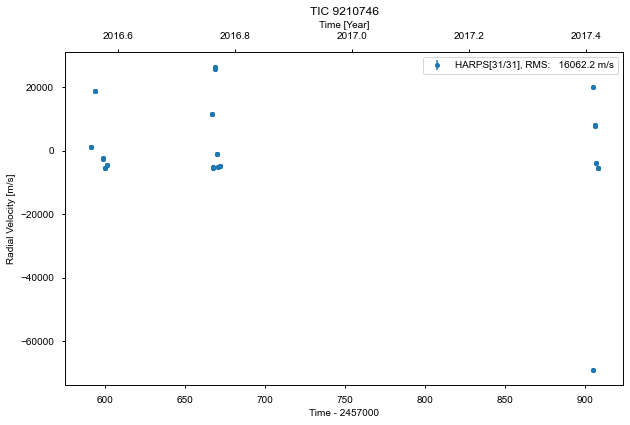 TIC 9210746
Time [Year]
2016.6 2016.8 2017.0 2017.2 2017.4
HARPS[31/31], RMS: 16062.2 m/s
20000
0
−20000
−40000
−60000
Radial Velocity [m/s]
600 650 700 750 800 850 900
Time - 2457000